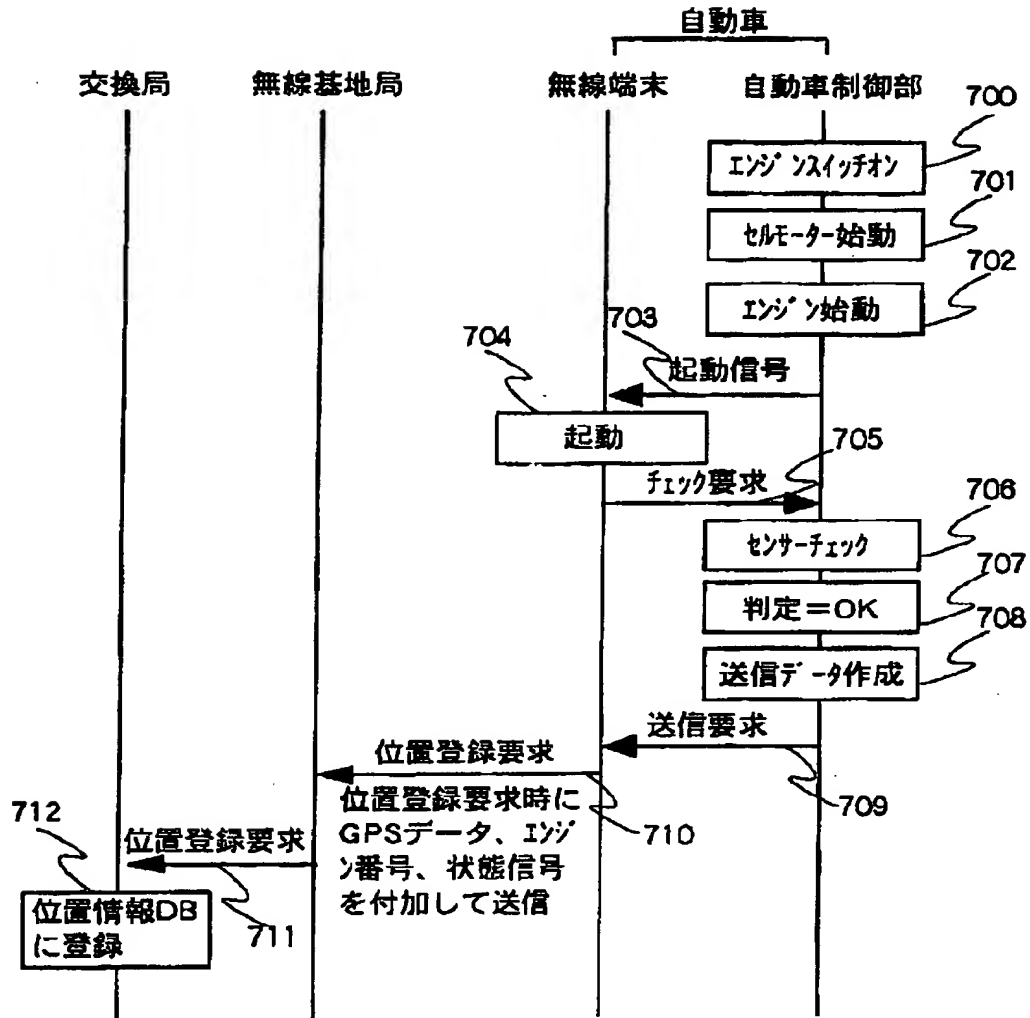 自動車
交換局 無線基地局 無線端末 自動車制御部
700
エンジンスイッチオン
701
セルモーター始動
702
エンジン始動
703
704
起動信号
起動
705
チェック要求
706
センサーチェック
707
判定=OK
708
送信データ作成
送信要求
709
位置登録要求
位置登録要求時に
GPSデータ、エンジ
ン番号、状態信号
を付加して送信
710
712
位置登録要求
711
位置情報DB
に登録